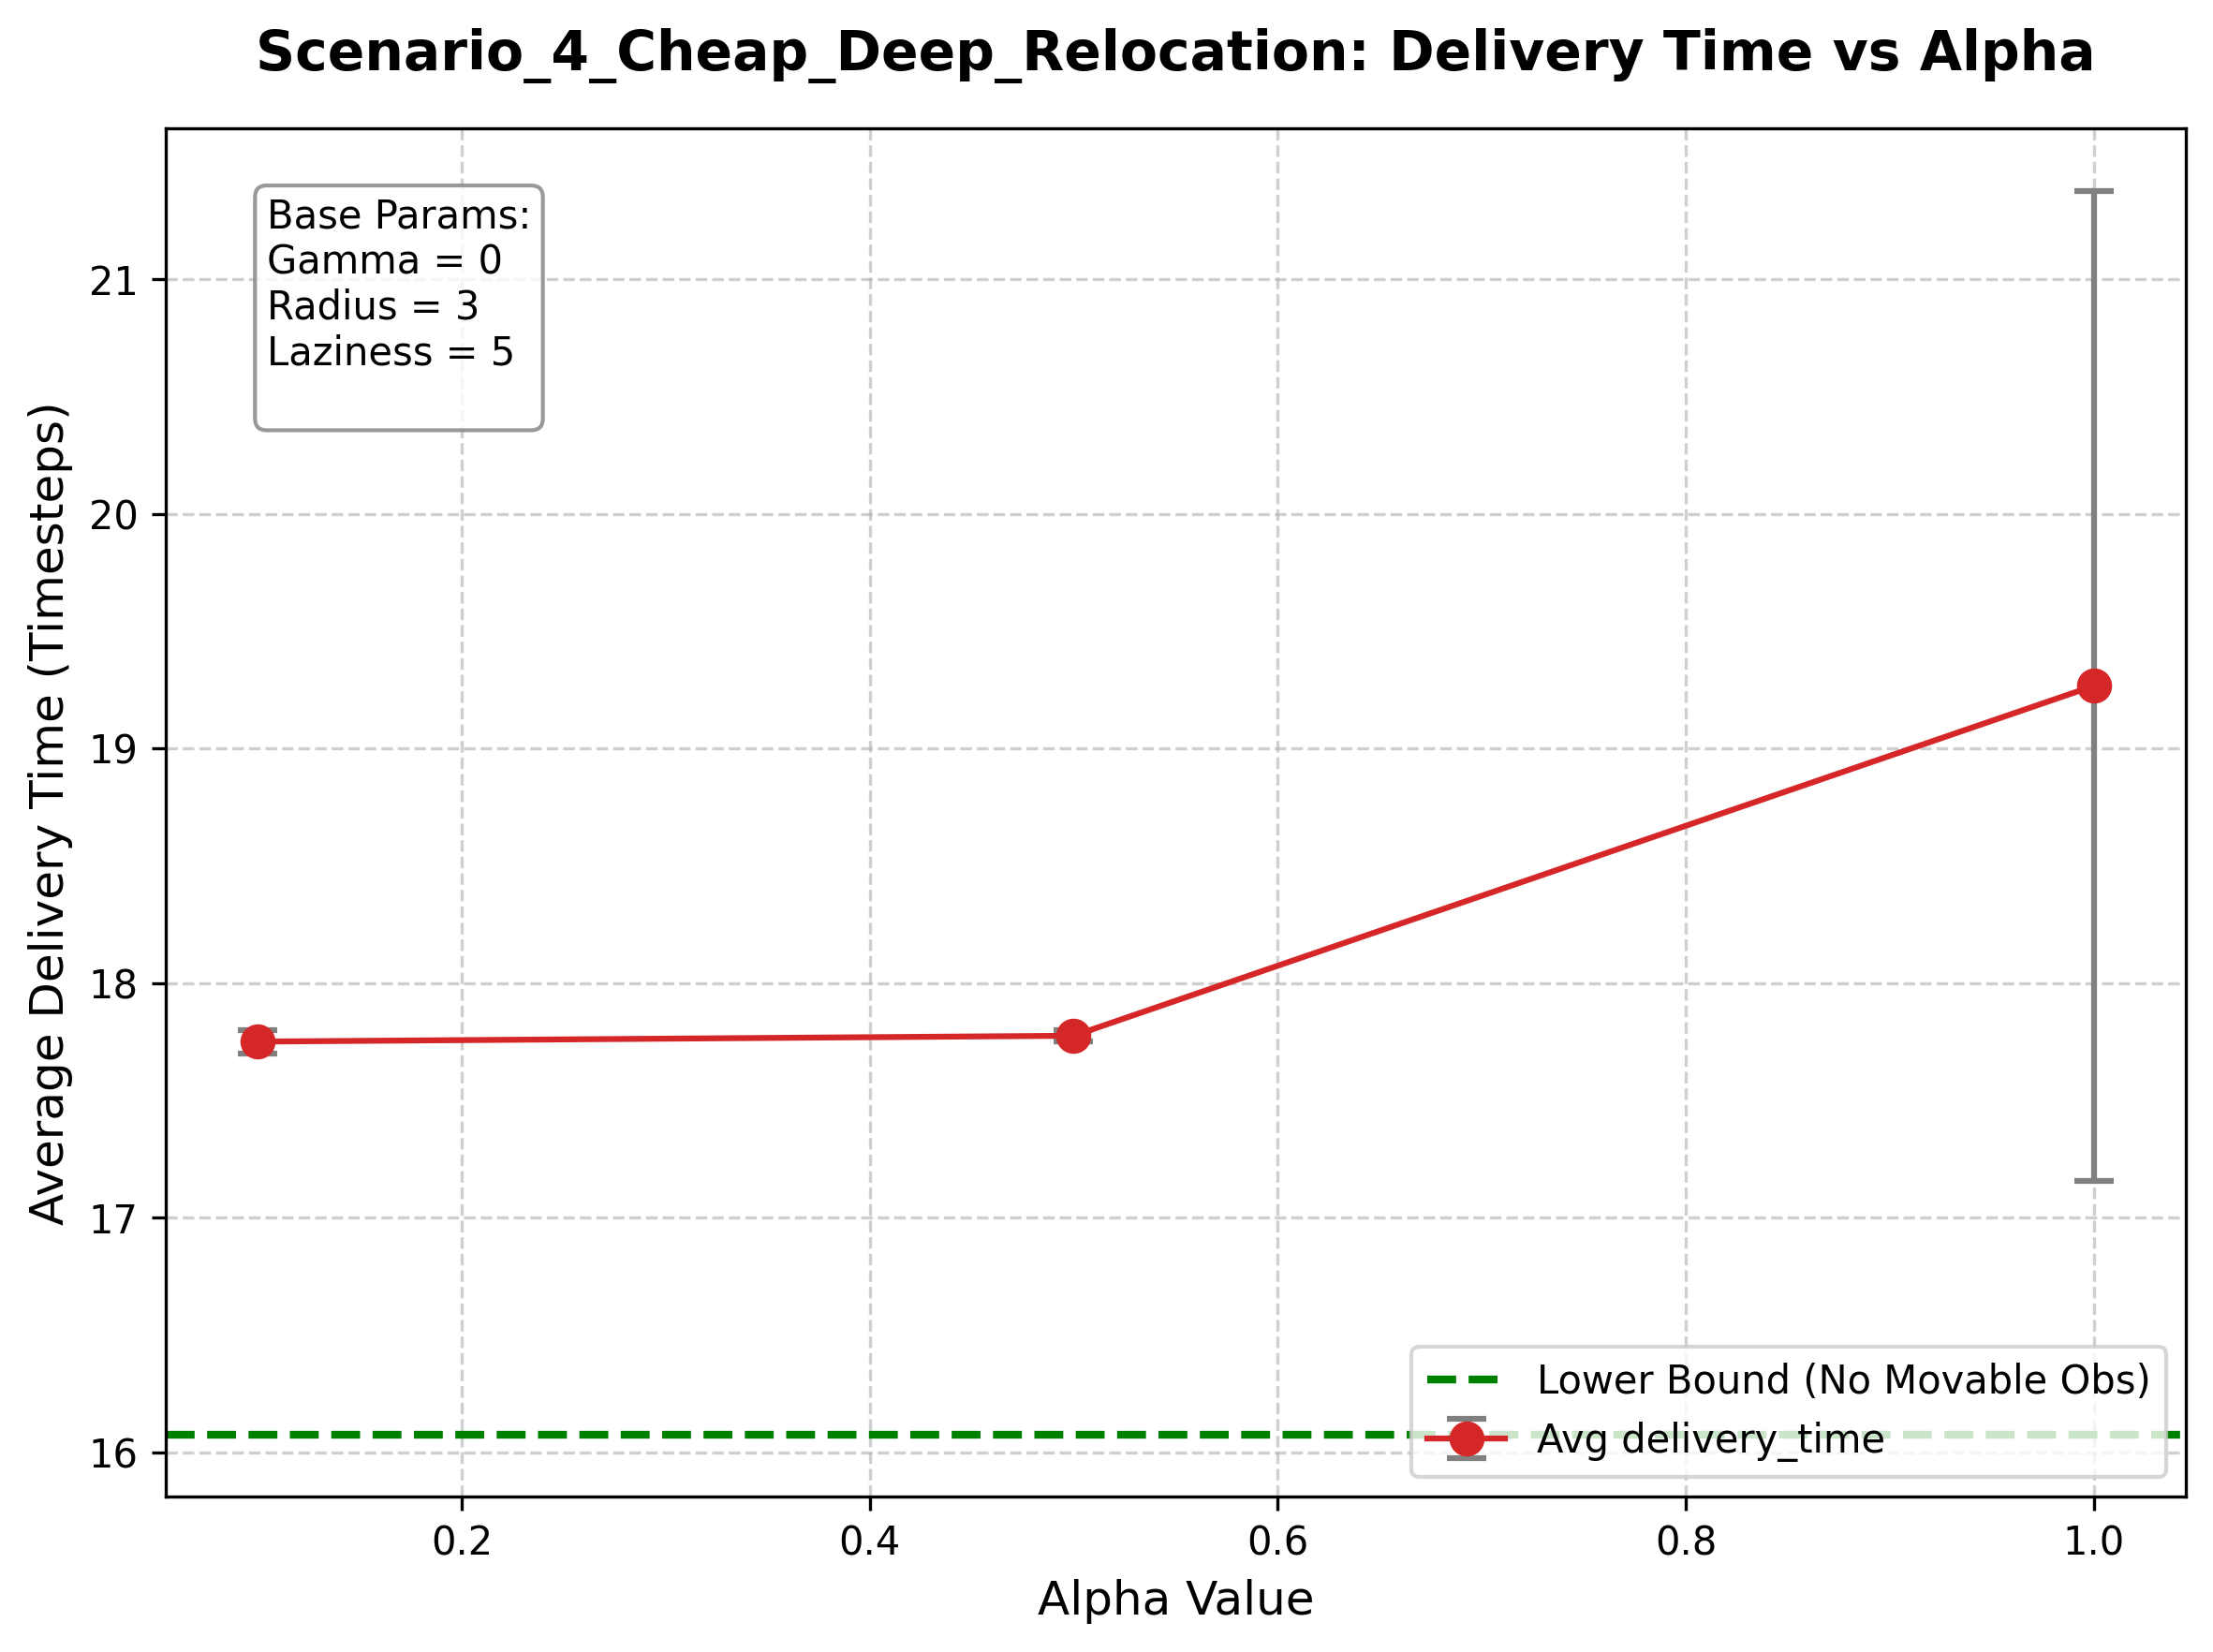 Scenario_4_Cheap_Deep_Relocation: Delivery Time vs Alpha
Base Params:
Gamma = 0
Radius = 3
Laziness = 5
Average Delivery Time (Timesteps)
21
20
19
18
17
16
Lower Bound (No Movable Obs)
Avg delivery_time
0.2
0.4
0.6
0.8
1.0
Alpha Value